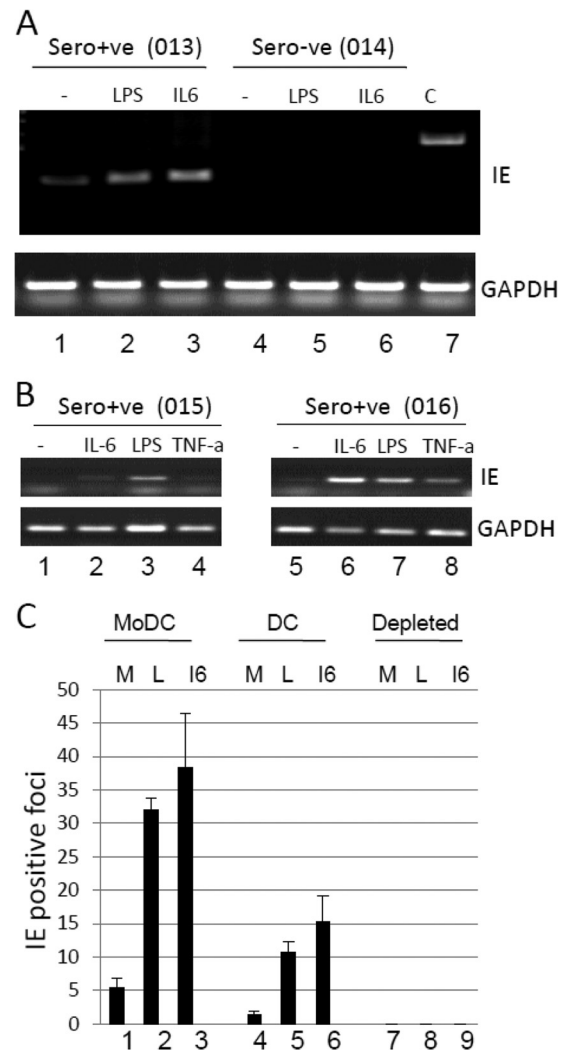 A
Sero+ve (013) Sero-ve (014)
- LPS IL6 - LPS IL6 C
IE
GAPDH
1 2 3 4 5 6 7
B
Sero+ve (015) Sero+ve (016)
- IL-6 LPS TNF-a - IL-6 LPS TNF-a
IE
GAPDH
1 2 3 4 5 6 7 8
C
MoDC DC Depleted
M L I6 M L I6 M L I6
50
45
40
35
30
25
20
15
10
5
0
IE positive foci
1 2 3 4 5 6 7 8 9